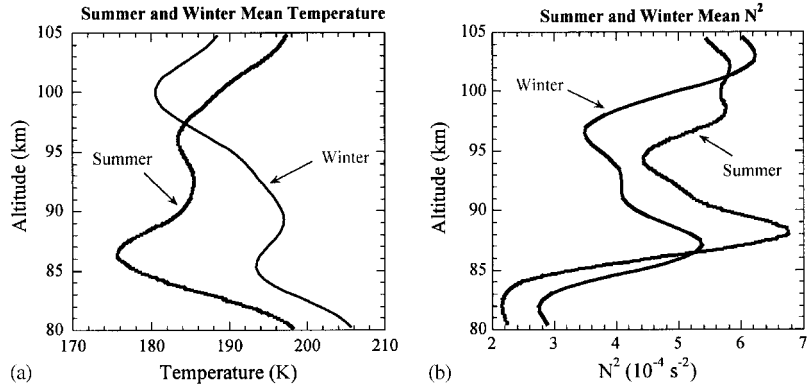 Summer and Winter Mean Temperature
105
100
95
90
85
80
Altitude (km)
Summer
Winter
170 180 190 200 210
Temperature (K)
(a)
Summer and Winter Mean N²
105
100
95
90
85
80
Altitude (km)
Winter
Summer
2 3 4 5 6 7
N² (10⁻⁴ s⁻²)
(b)